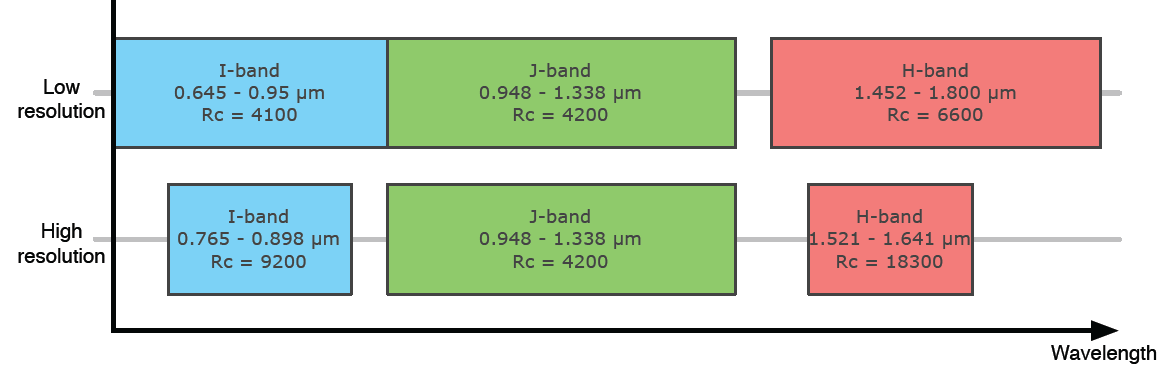 Low
resolution
I-band
0.645 - 0.95 µm
Rc = 4100
J-band
0.948 - 1.338 µm
Rc = 4200
H-band
1.452 - 1.800 µm
Rc = 6600
High
resolution
I-band
0.765 - 0.898 µm
Rc = 9200
J-band
0.948 - 1.338 µm
Rc = 4200
H-band
1.521 - 1.641 µm
Rc = 18300
Wavelength